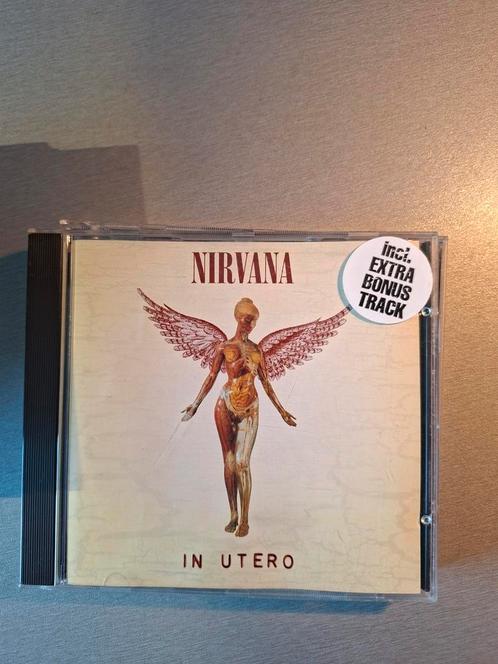 NIRVANA
incl.
EXTRA
BONUS
TRACK
IN UTERO